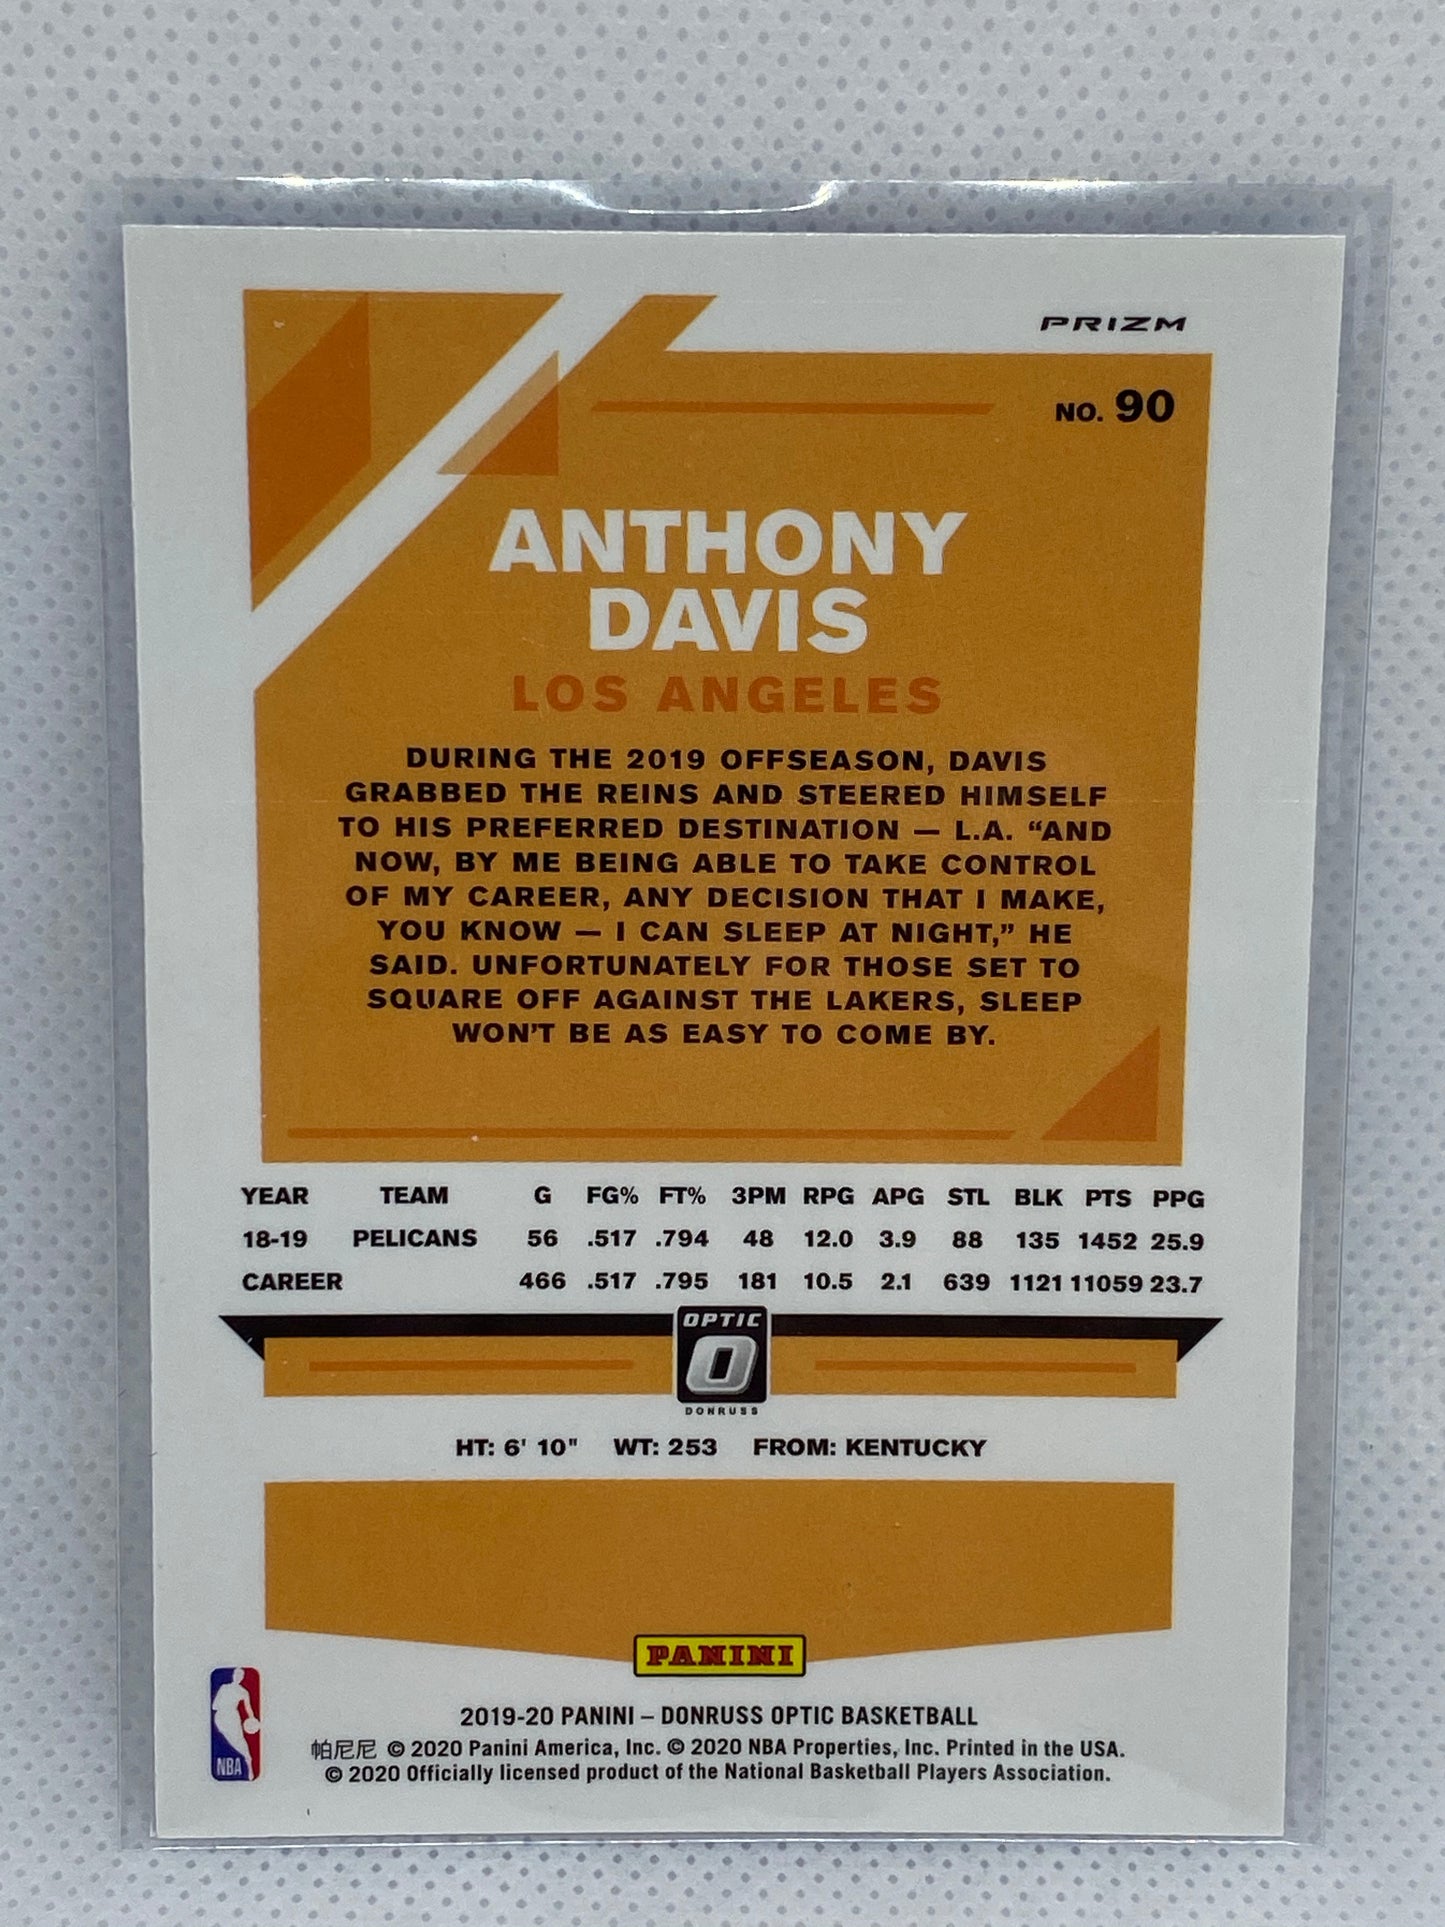 PRIZM
NO. 90
ANTHONY
DAVIS
LOS ANGELES
DURING THE 2019 OFFSEASON, DAVIS
GRABBED THE REINS AND STEERED HIMSELF
TO HIS PREFERRED DESTINATION — L.A. “AND
NOW, BY ME BEING ABLE TO TAKE CONTROL
OF MY CAREER, ANY DECISION THAT I MAKE,
YOU KNOW — I CAN SLEEP AT NIGHT,” HE
SAID. UNFORTUNATELY FOR THOSE SET TO
SQUARE OFF AGAINST THE LAKERS, SLEEP
WON’T BE AS EASY TO COME BY.
YEAR TEAM G FG% FT% 3PM RPG APG STL BLK PTS PPG
18-19 PELICANS 56 .517 .794 48 12.0 3.9 88 135 1452 25.9
CAREER 466 .517 .795 181 10.5 2.1 639 1121 11059 23.7
OPTIC
O
DONRUSS
HT: 6' 10" WT: 253 FROM: KENTUCKY
PANINI
NBA
2019-20 PANINI – DONRUSS OPTIC BASKETBALL
帕尼尼 © 2020 Panini America, Inc. © 2020 NBA Properties, Inc. Printed in the USA.
© 2020 Officially licensed product of the National Basketball Players Association.